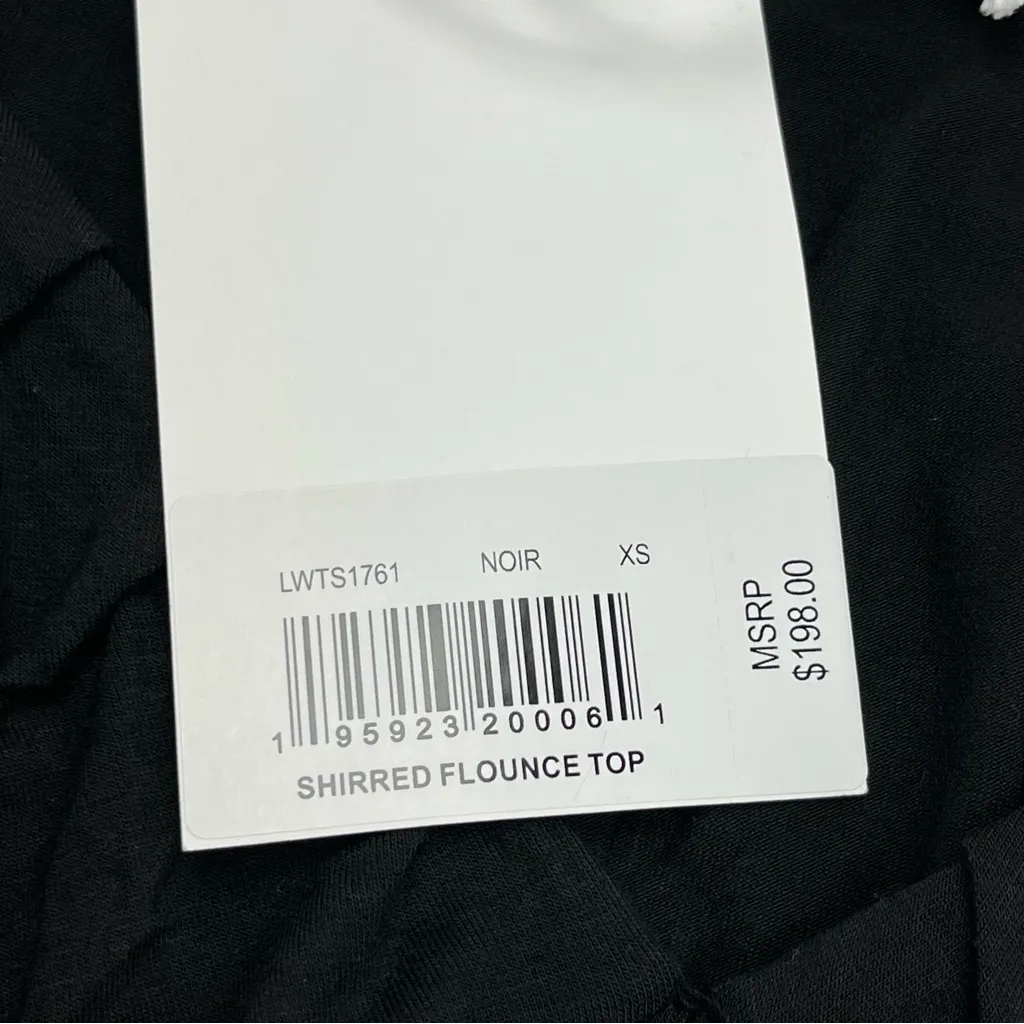 LWTS1761 NOIR XS
1 95923 20006 1
SHIRRED FLOUNCE TOP
MSRP
$198.00